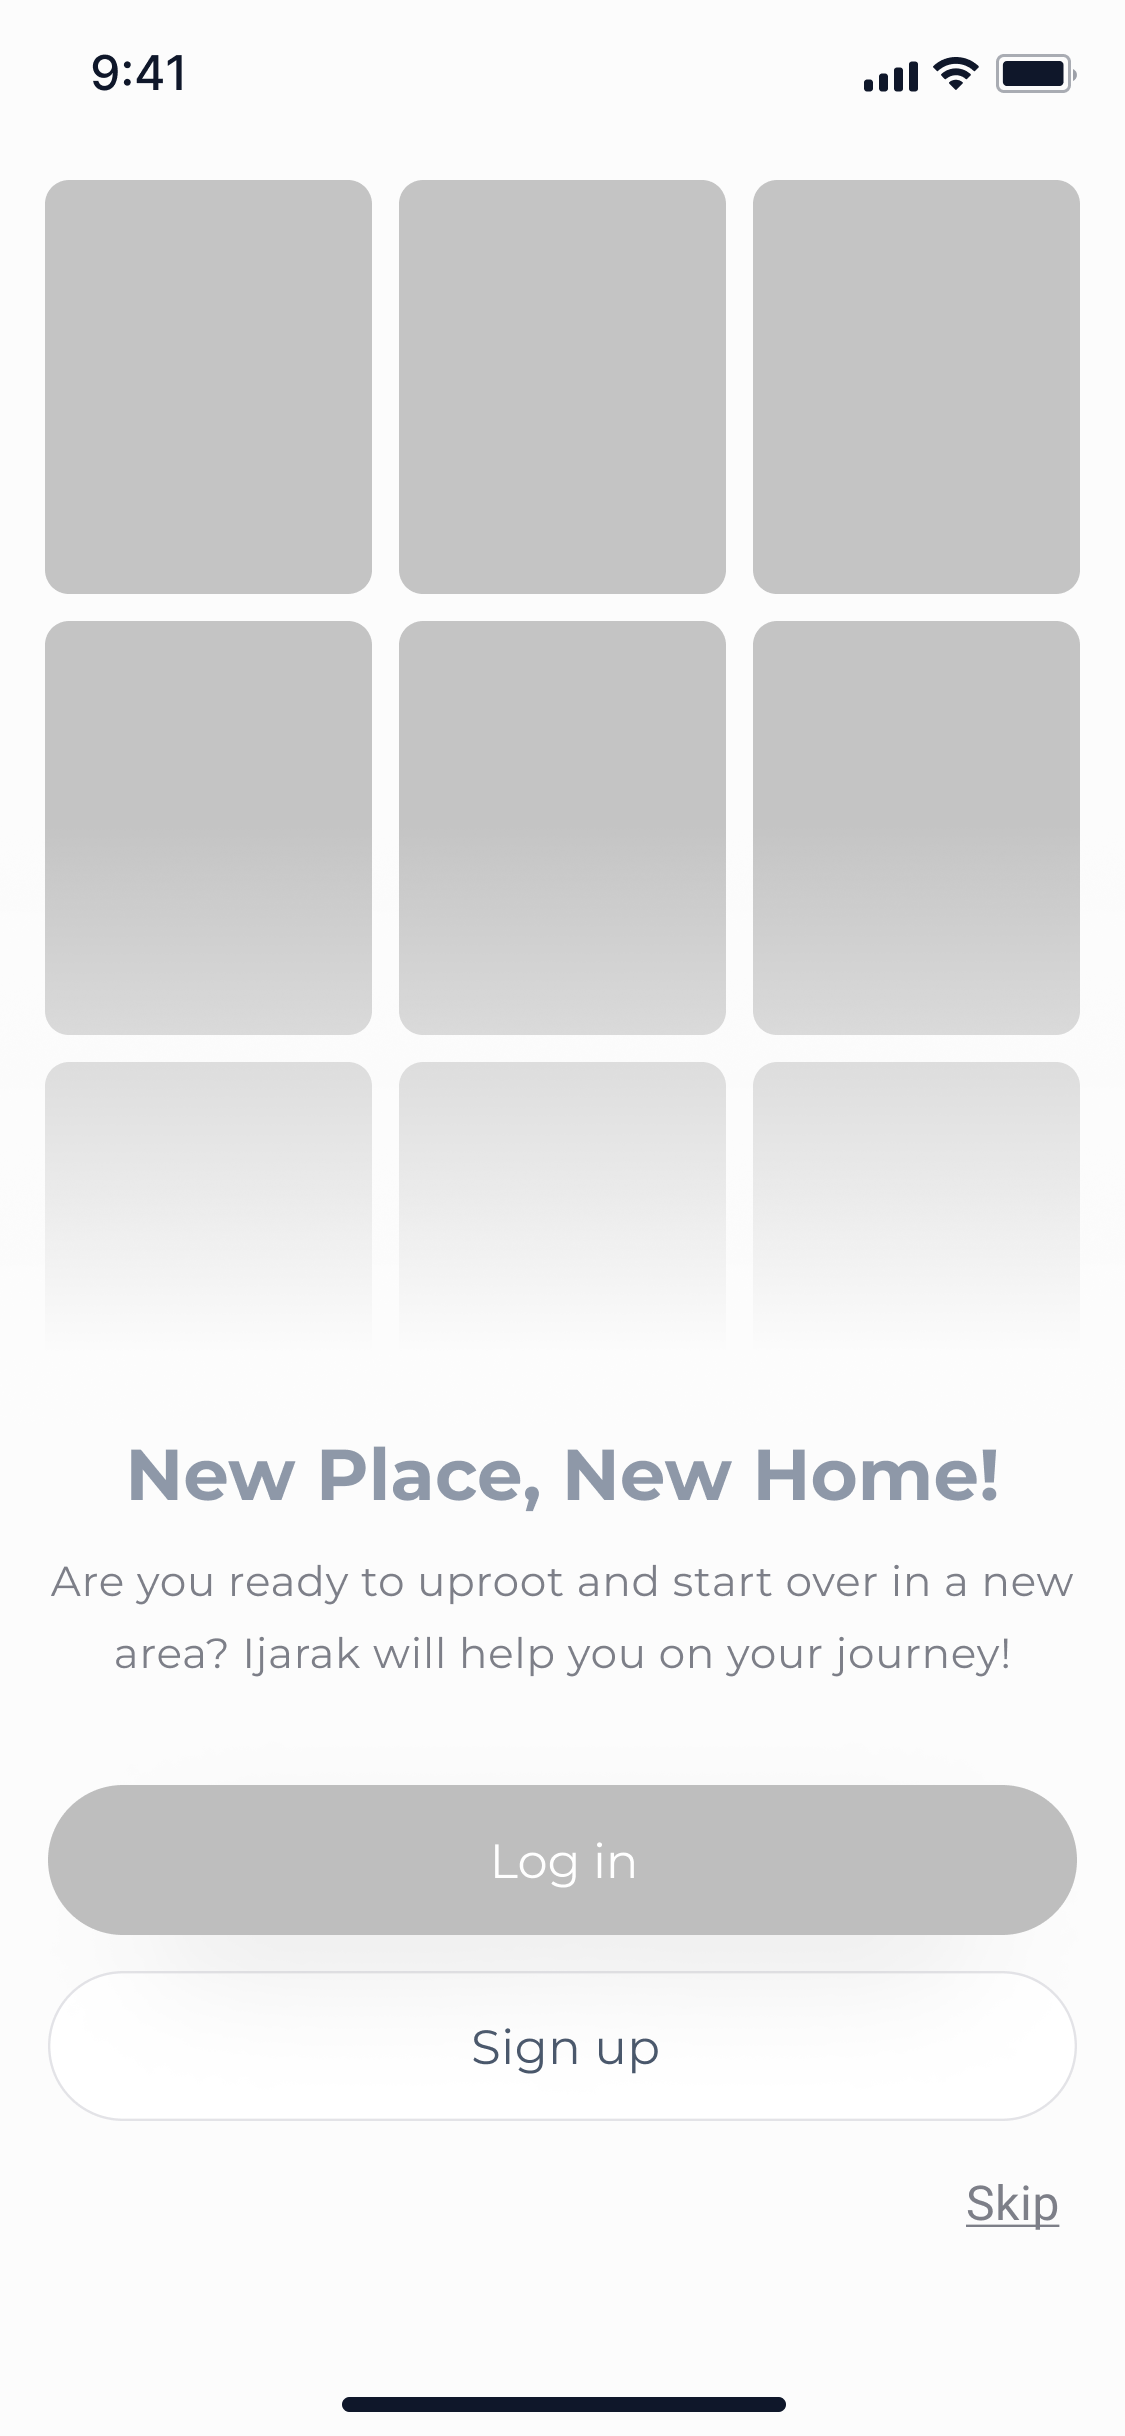 9:41
New Place, New Home!
Are you ready to uproot and start over in a new
area? Ijarak will help you on your journey!
Log in
Sign up
Skip